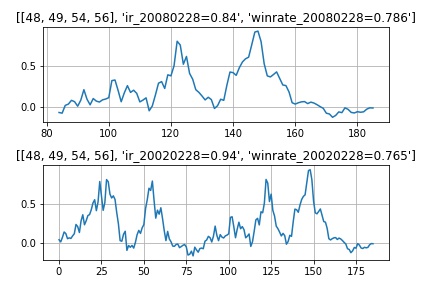 [[48, 49, 54, 56], 'ir_20080228=0.84', 'winrate_20080228=0.786']
0.5
0.0
80 100 120 140 160 180
[[48, 49, 54, 56], 'ir_20020228=0.94', 'winrate_20020228=0.765']
0.5
0.0
0 25 50 75 100 125 150 175